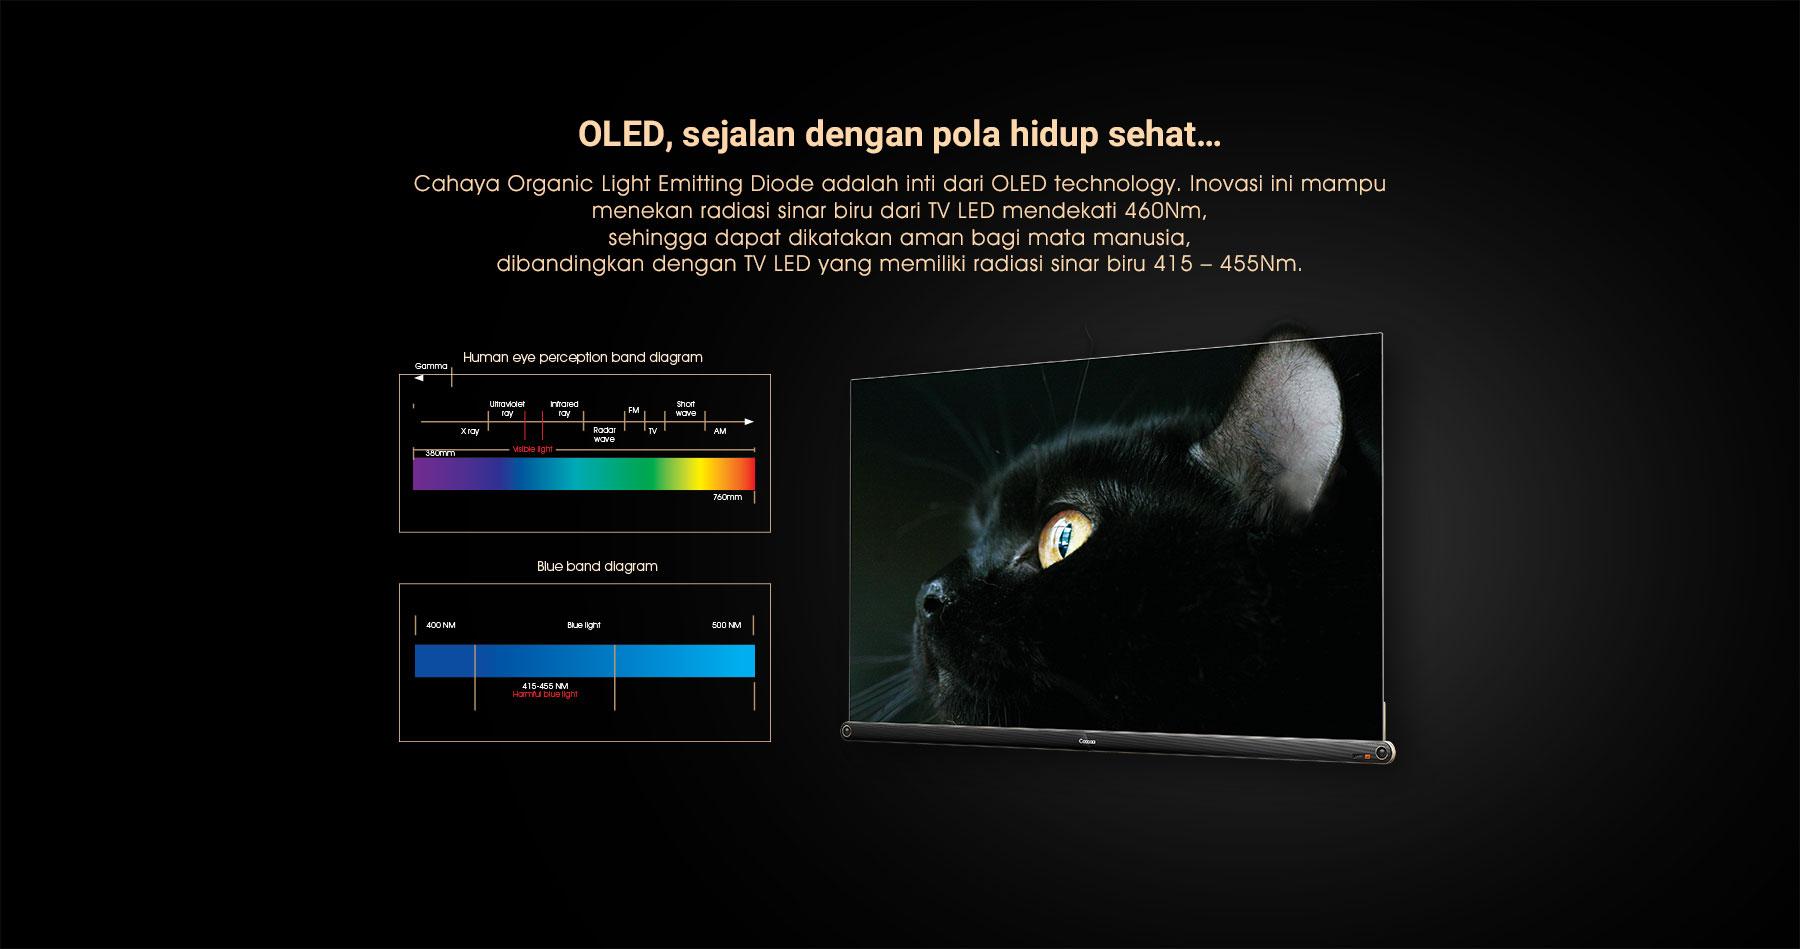 OLED, sejalan dengan pola hidup sehat...
Cahaya Organic Light Emitting Diode adalah inti dari OLED technology. Inovasi ini mampu
menekan radiasi sinar biru dari TV LED mendekati 460Nm,
sehingga dapat dikatakan aman bagi mata manusia,
dibandingkan dengan TV LED yang memiliki radiasi sinar biru 415 – 455Nm.
Human eye perception band diagram
Gamma
Ultraviolet
ray
Infrared
ray
FM
Short
wave
X ray
Radar
wave
TV
AM
Visible light
380mm
760mm
Blue band diagram
400 NM
Blue light
500 NM
415-455 NM
Harmful blue light
Coocaa